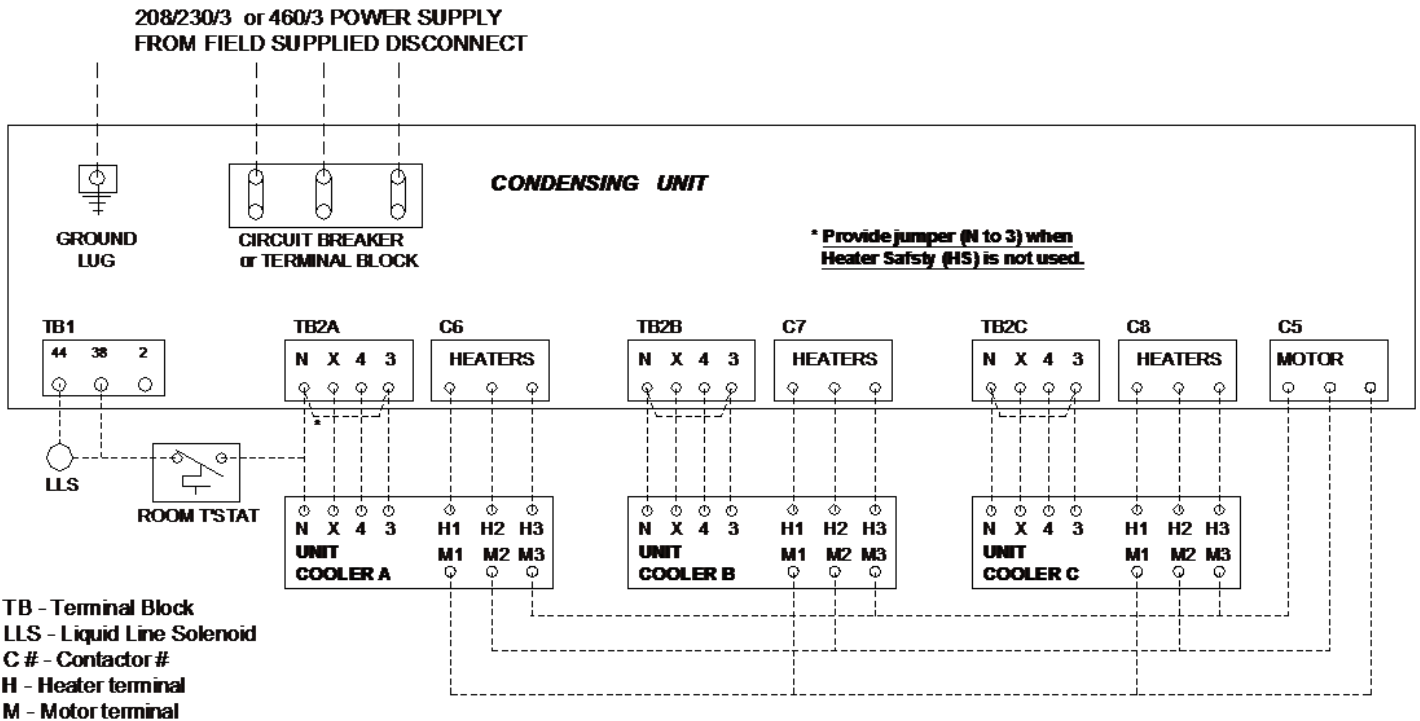 208/230/3 or 460/3 POWER SUPPLY
FROM FIELD SUPPLIED DISCONNECT
CONDENSING UNIT
GROUND
LUG
CIRCUIT BREAKER
or TERMINAL BLOCK
* Provide jumper (N to 3) when
Heater Safsty (HS) is not used.
TB1
TB2A
C6
TB2B
C7
TB2C
C8
C5
44 38 2
N X 4 3
HEATERS
N X 4 3
HEATERS
N X 4 3
HEATERS
MOTOR
*
LLS
ROOM T'STAT
N X 4 3 H1 H2 H3
UNIT M1 M2 M3
COOLER A
N X 4 3 H1 H2 H3
UNIT M1 M2 M3
COOLER B
N X 4 3 H1 H2 H3
UNIT M1 M2 M3
COOLER C
TB - Terminal Block
LLS - Liquid Line Solenoid
C # - Contactor #
H - Heater terminal
M - Motor terminal